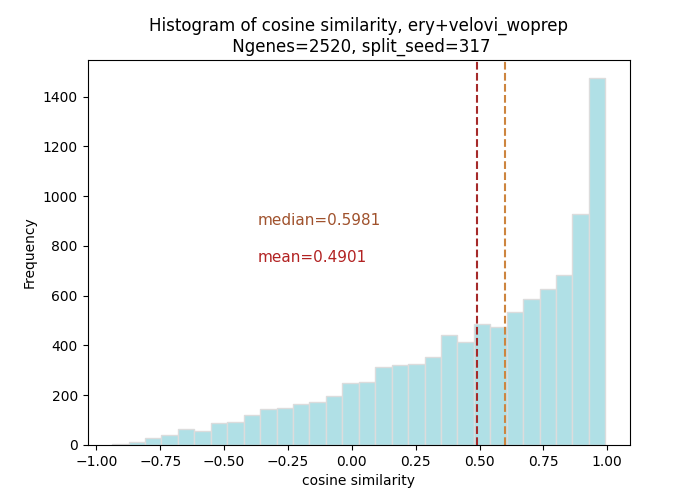 Histogram of cosine similarity, ery+velovi_woprep
Ngenes=2520, split_seed=317
Frequency
1400
1200
1000
800
600
400
200
0
median=0.5981
mean=0.4901
−1.00
−0.75
−0.50
−0.25
0.00
0.25
0.50
0.75
1.00
cosine similarity